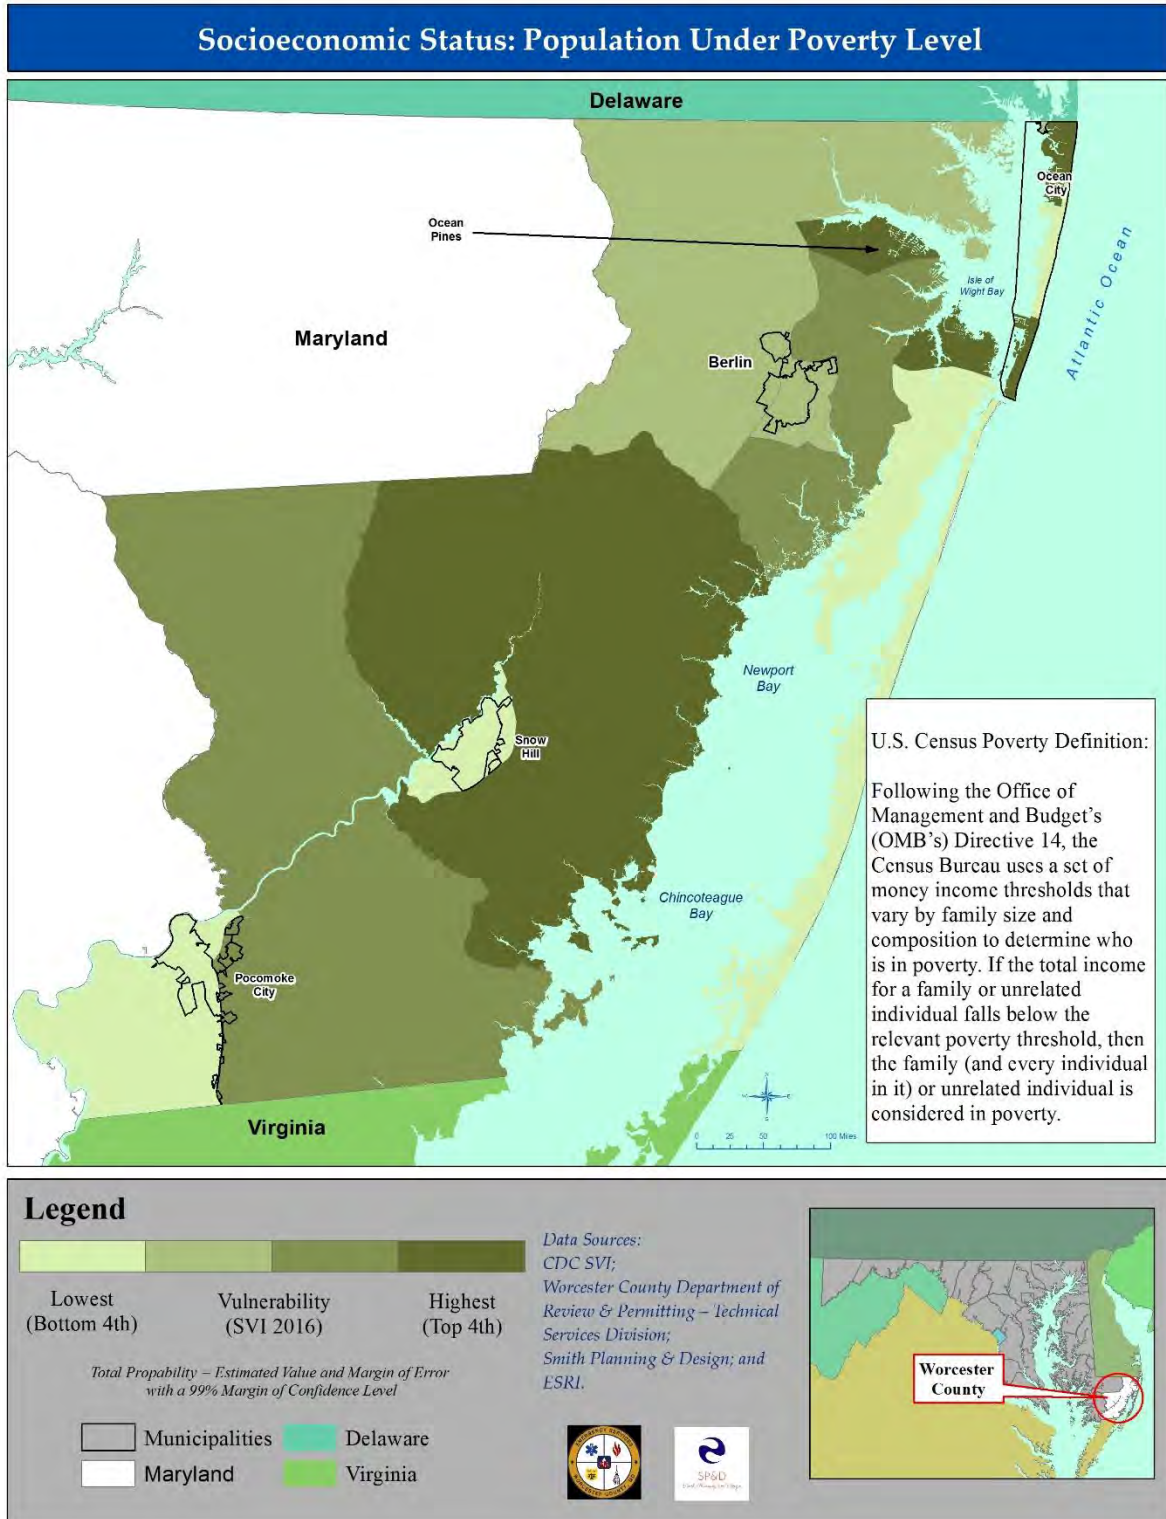 Socioeconomic Status: Population Under Poverty Level
Delaware
Ocean
City
Ocean
Pines
Isle of
Wight Bay
Atlantic Ocean
Maryland
Berlin
Newport
Bay
Snow
Hill
U.S. Census Poverty Definition:
Following the Office of
Management and Budget's
(OMB's) Directive 14, the
Census Bureau uses a set of
money income thresholds that
vary by family size and
composition to determine who
is in poverty. If the total income
for a family or unrelated
individual falls below the
relevant poverty threshold, then
the family (and every individual
in it) or unrelated individual is
considered in poverty.
Chincoteague
Bay
Pocomoke
City
Virginia
N
W
E
S
0 25 50 100 Miles
Legend
Lowest
(Bottom 4th)
Vulnerability
(SVI 2016)
Highest
(Top 4th)
Total Propability – Estimated Value and Margin of Error
with a 99% Margin of Confidence Level
Municipalities
Delaware
Maryland
Virginia
Data Sources:
CDC SVI;
Worcester County Department of
Review & Permitting – Technical
Services Division;
Smith Planning & Design; and
ESRI.
EMERGENCY SERVICES
WORCESTER COUNTY, MD
SP&D
Worcester
County